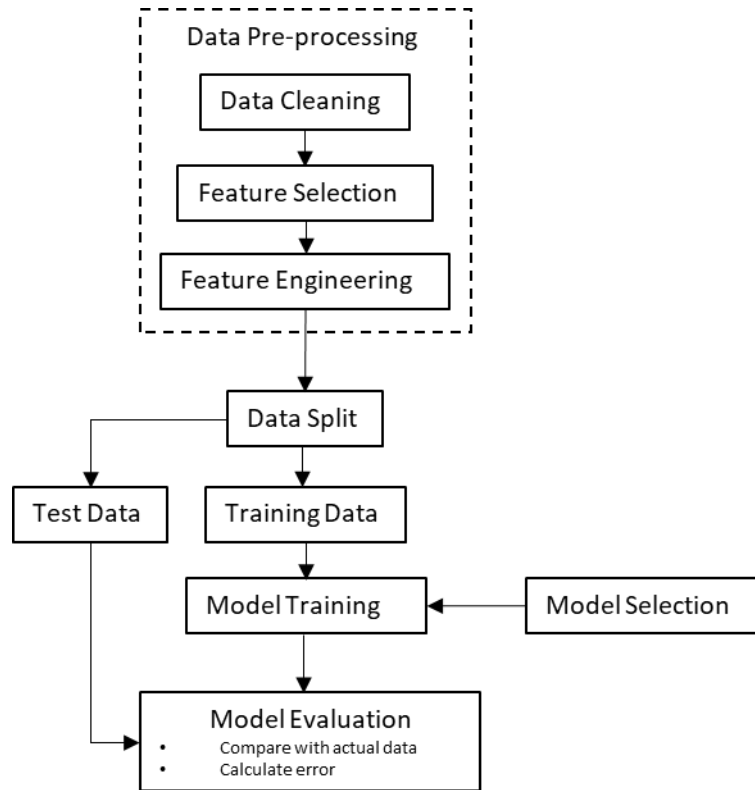 Data Pre-processing
Data Cleaning
Feature Selection
Feature Engineering
Data Split
Test Data
Training Data
Model Training
Model Selection
Model Evaluation
• Compare with actual data
• Calculate error